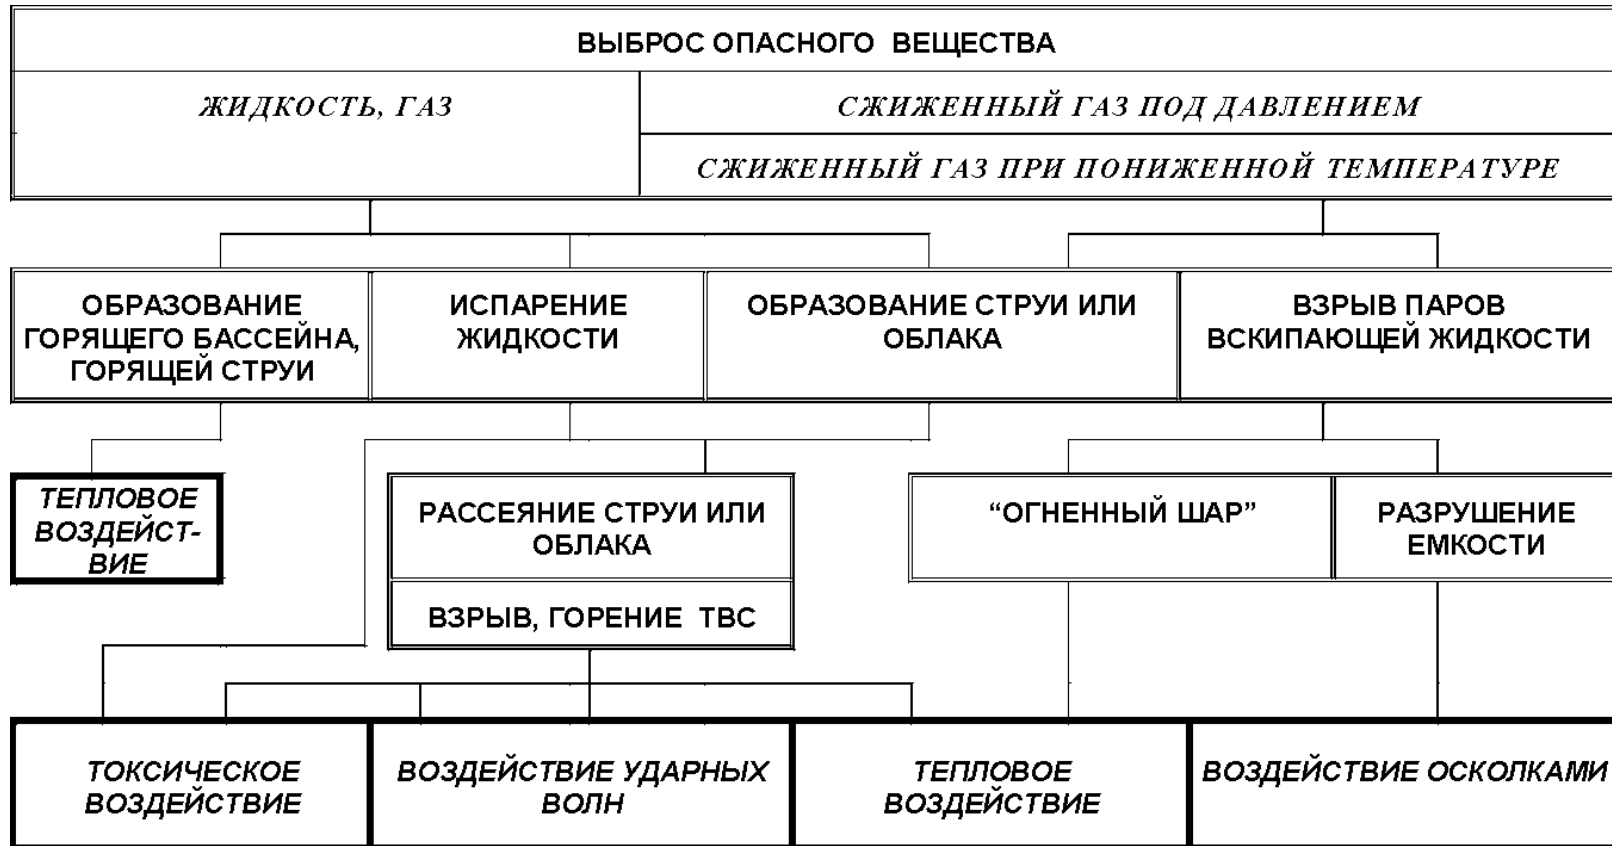 ВЫБРОС ОПАСНОГО ВЕЩЕСТВА
ЖИДКОСТЬ, ГАЗ
СЖИЖЕННЫЙ ГАЗ ПОД ДАВЛЕНИЕМ
СЖИЖЕННЫЙ ГАЗ ПРИ ПОНИЖЕННОЙ ТЕМПЕРАТУРЕ
ОБРАЗОВАНИЕ
ГОРЯЩЕГО БАССЕЙНА,
ГОРЯЩЕЙ СТРУИ
ИСПАРЕНИЕ
ЖИДКОСТИ
ОБРАЗОВАНИЕ СТРУИ ИЛИ
ОБЛАКА
ВЗРЫВ ПАРОВ
ВСКИПАЮЩЕЙ ЖИДКОСТИ
ТЕПЛОВОЕ
ВОЗДЕЙСТ-
ВИЕ
РАССЕЯНИЕ СТРУИ ИЛИ
ОБЛАКА
ВЗРЫВ, ГОРЕНИЕ ТВС
“ОГНЕННЫЙ ШАР”
РАЗРУШЕНИЕ
ЕМКОСТИ
ТОКСИЧЕСКОЕ
ВОЗДЕЙСТВИЕ
ВОЗДЕЙСТВИЕ УДАРНЫХ
ВОЛН
ТЕПЛОВОЕ
ВОЗДЕЙСТВИЕ
ВОЗДЕЙСТВИЕ ОСКОЛКАМИ